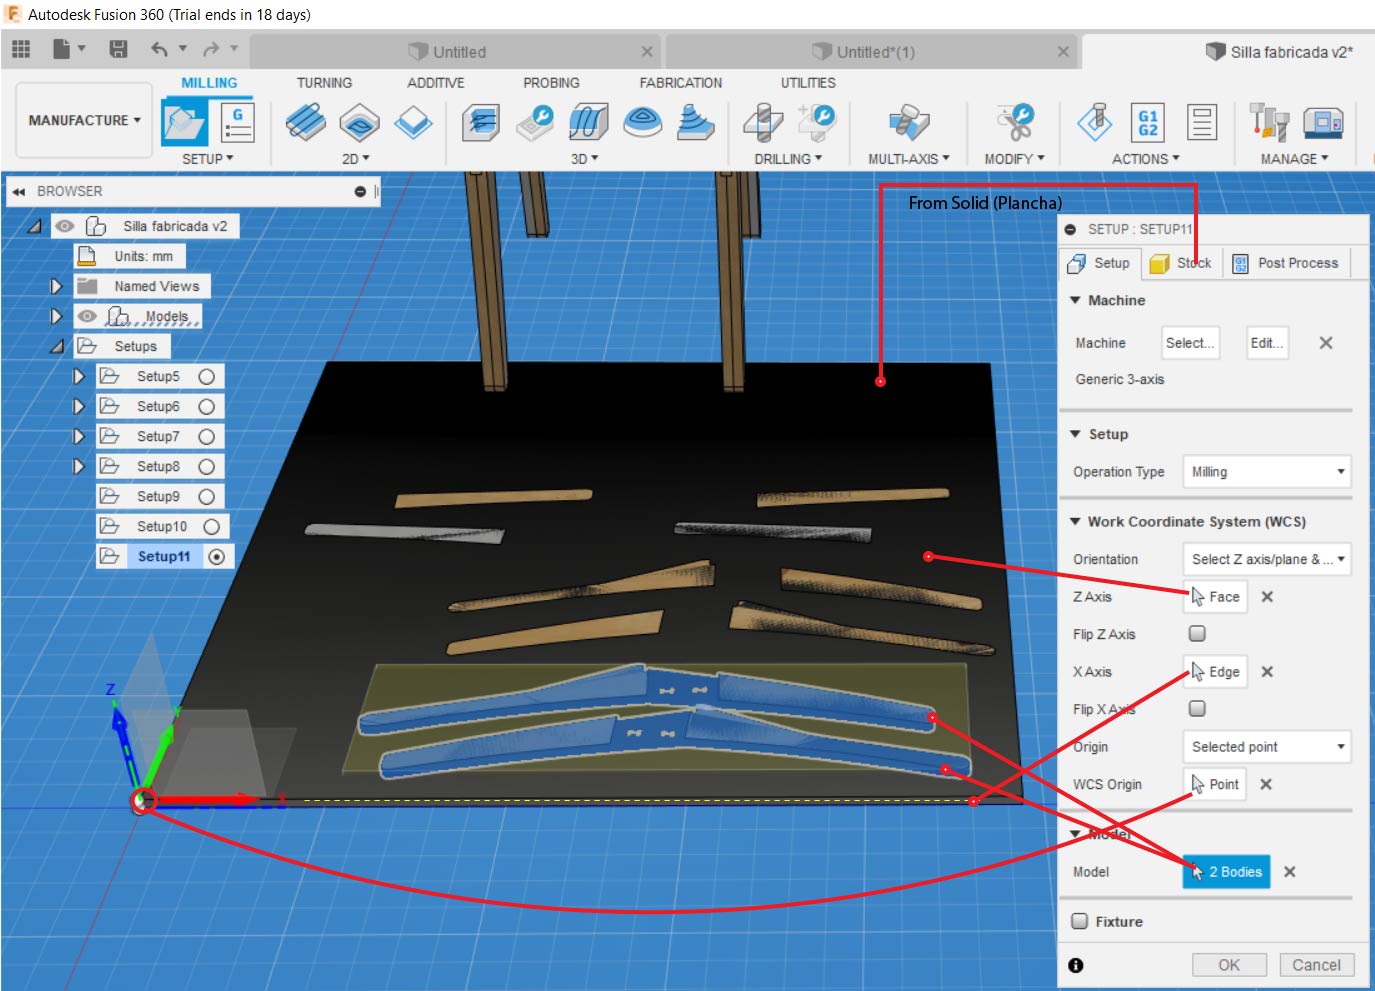 Autodesk Fusion 360 (Trial ends in 18 days)
Untitled
Untitled*(1)
Silla fabricada v2*
MANUFACTURE
MILLING
TURNING
ADDITIVE
PROBING
FABRICATION
UTILITIES
G
G1
G2
SETUP
2D
3D
DRILLING
MULTI-AXIS
MODIFY
ACTIONS
MANAGE
BROWSER
Silla fabricada v2
Units: mm
Named Views
Models
Setups
Setup5
Setup6
Setup7
Setup8
Setup9
Setup10
Setup11
From Solid (Plancha)
Z
Y
X
SETUP : SETUP11
Setup
Stock
G1
G2
Post Process
Machine
Machine
Select...
Edit...
Generic 3-axis
Setup
Operation Type
Milling
Work Coordinate System (WCS)
Orientation
Select Z axis/plane & ...
Z Axis
Face
Flip Z Axis
X Axis
Edge
Flip X Axis
Origin
Selected point
WCS Origin
Point
Model
Model
2 Bodies
Fixture
OK
Cancel